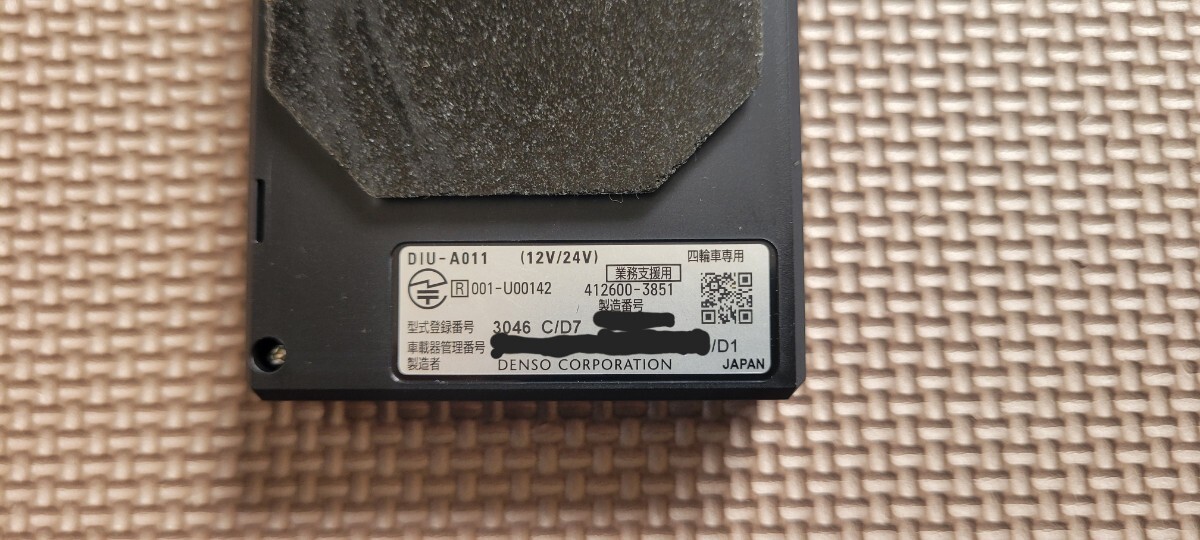 DIU-A011 (12V/24V) 四輪車専用
業務支援用
R 001-U00142 412600-3851
製造番号
型式登録番号 3046 C/D7
車載器管理番号 /D1
製造者 DENSO CORPORATION JAPAN